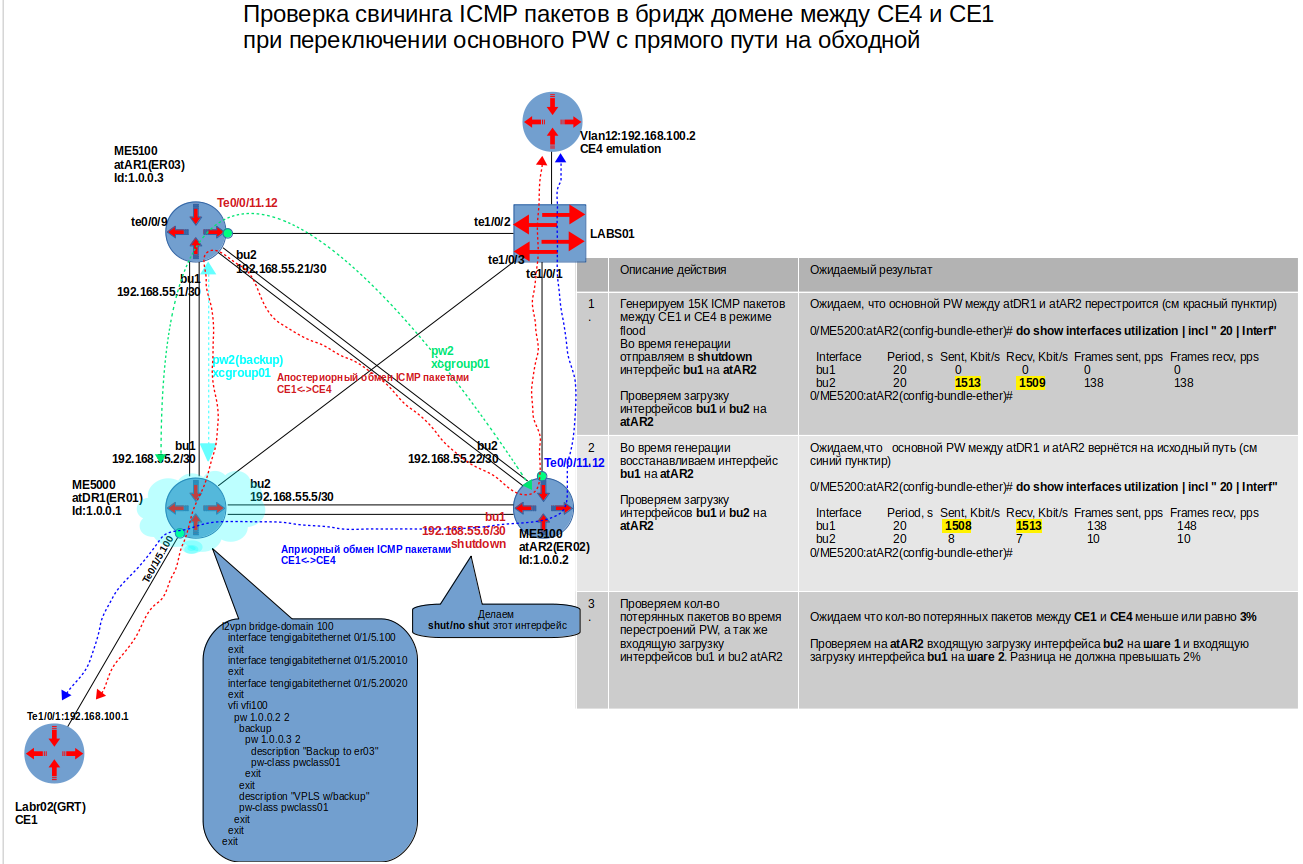 Проверка свичинга ICMP пакетов в бридж домене между CE4 и CE1
при переключении основного PW с прямого пути на обходной
Vlan12:192.168.100.2
CE4 emulation
ME5100
atAR1(ER03)
Id:1.0.0.3
Te0/0/11.12
te0/0/9
te1/0/2
LABS01
te1/0/3
te1/0/1
bu2
192.168.55.21/30
bu1
192.168.55.1/30
pw2(backup)
xcgroup01
pw2
xcgroup01
Апостериорный обмен ICMP пакетами
CE1<->CE4
bu1
192.168.55.2/30
bu2
192.168.55.22/30
Te0/0/11.12
ME5000
atDR1(ER01)
Id:1.0.0.1
bu2
192.168.55.5/30
bu1
192.168.55.6/30
shutdown
ME5100
atAR2(ER02)
Id:1.0.0.2
Te0/1/5.100
Априорный обмен ICMP пакетами
CE1<->CE4
Делаем
shut/no shut этот интерфейс
l2vpn bridge-domain 100
interface tengigabitethernet 0/1/5.100
exit
interface tengigabitethernet 0/1/5.20010
exit
interface tengigabitethernet 0/1/5.20020
exit
vfi vfi100
pw 1.0.0.2 2
backup
pw 1.0.0.3 2
description "Backup to er03"
pw-class pwclass01
exit
exit
description "VPLS w/backup"
pw-class pwclass01
exit
exit
exit
Te1/0/1:192.168.100.1
Labr02(GRT)
CE1
Описание действия
Ожидаемый результат
1
.
Генерируем 15К ICMP пакетов
между CE1 и CE4 в режиме
flood
Во время генерации
отправляем в shutdown
интерфейс bu1 на atAR2
Проверяем загрузку
интерфейсов bu1 и bu2 на
atAR2
Ожидаем, что основной PW между atDR1 и atAR2 перестроится (см красный пунктир)
0/ME5200:atAR2(config-bundle-ether)# do show interfaces utilization | incl " 20 | Interf"
Interface Period, s Sent, Kbit/s Recv, Kbit/s Frames sent, pps Frames recv, pps
bu1 20 0 0 0 0
bu2 20 1513 1509 138 138
0/ME5200:atAR2(config-bundle-ether)#
2
.
Во время генерации
восстанавливаем интерфейс
bu1 на atAR2
Проверяем загрузку
интерфейсов bu1 и bu2 на
atAR2
Ожидаем,что основной PW между atDR1 и atAR2 вернётся на исходный путь (см
синий пунктир)
0/ME5200:atAR2(config-bundle-ether)# do show interfaces utilization | incl " 20 | Interf"
Interface Period, s Sent, Kbit/s Recv, Kbit/s Frames sent, pps Frames recv, pps
bu1 20 1508 1513 138 148
bu2 20 8 7 10 10
0/ME5200:atAR2(config-bundle-ether)#
3
.
Проверяем кол-во
потерянных пакетов во время
перестроений PW, а так же
входящую загрузку
интерфейсов bu1 и bu2 atAR2
Ожидаем что кол-во потерянных пакетов между CE1 и CE4 меньше или равно 3%
Проверяем на atAR2 входящую загрузку интерфейса bu2 на шаге 1 и входящую
загрузку интерфейса bu1 на шаге 2. Разница не должна превышать 2%